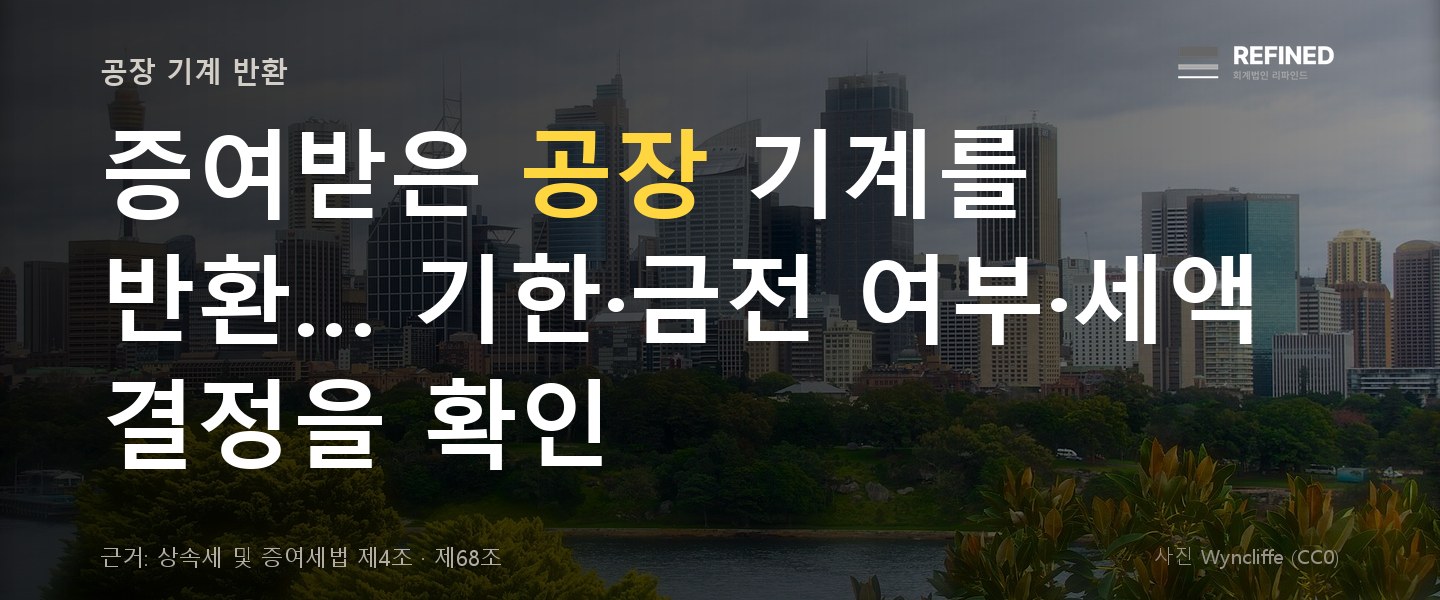 공장 기계 반환
REFINED
회계법인 리파인드
증여받은 공장 기계를
반환... 기한·금전 여부·세액
결정을 확인
근거: 상속세 및 증여세법 제4조 · 제68조
사진 Wyncliffe (CC0)